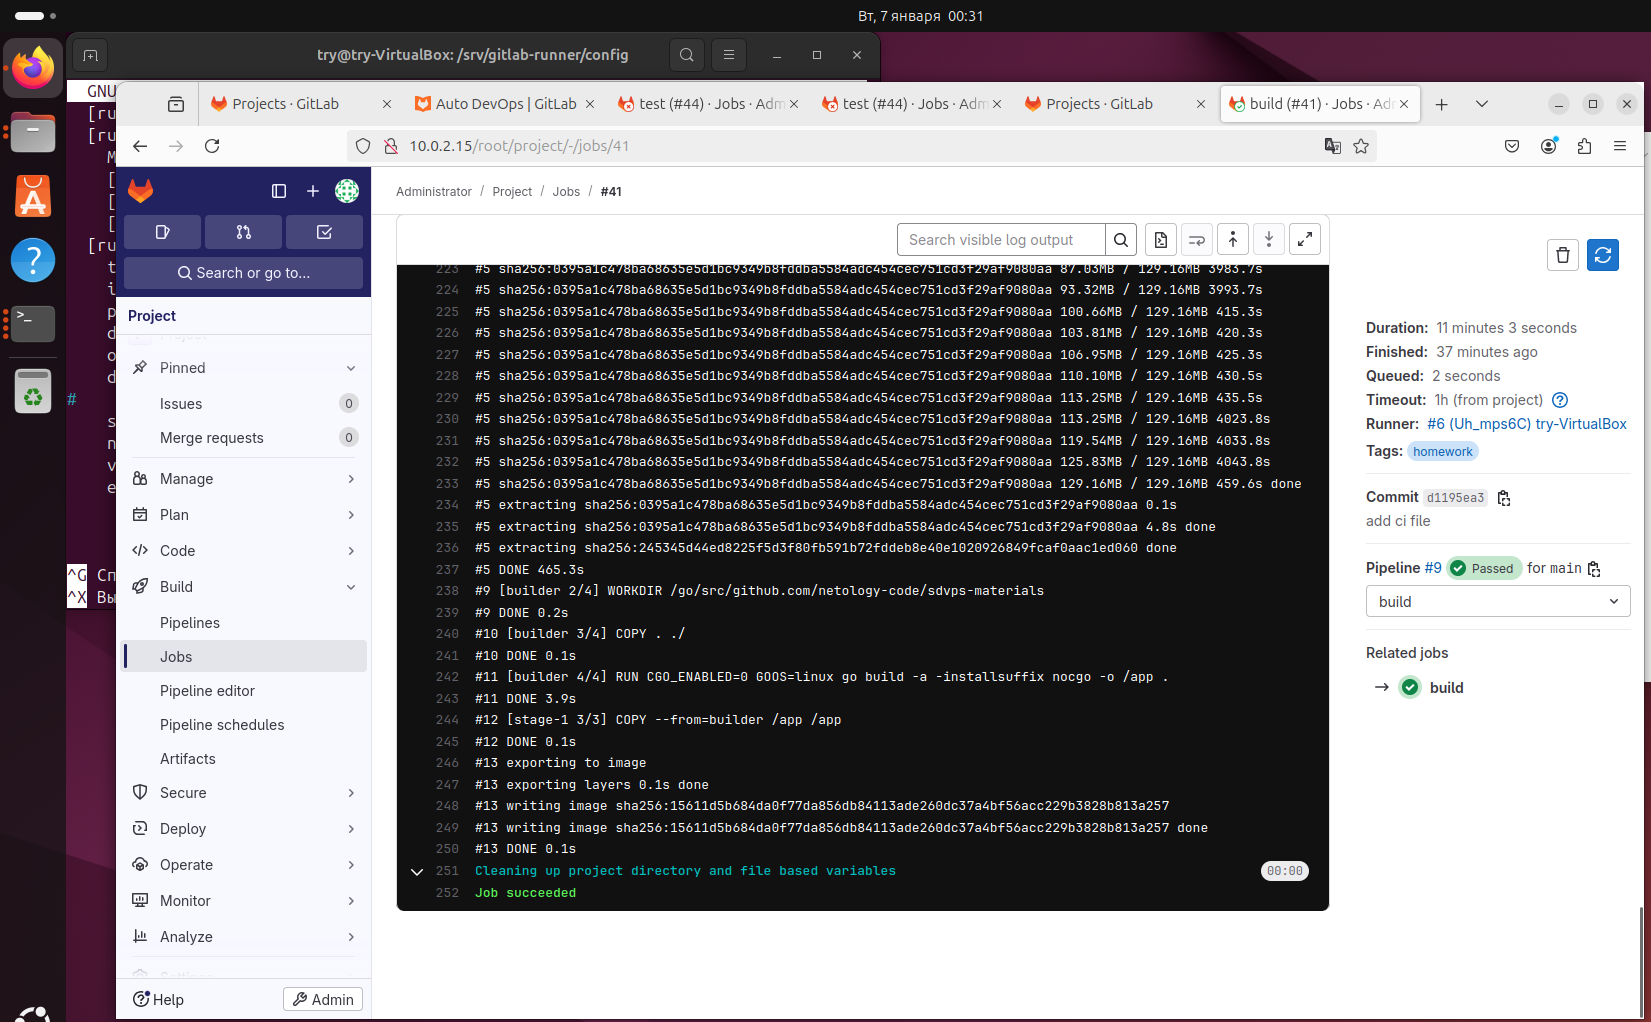 Вт, 7 января 00:31
try@try-VirtualBox: /srv/gitlab-runner/config
GNU
[ru
[ru
M
[
[
[
[ru
t
i
p
d
o
d
#
s
n
v
e
^G Сп
^X Вы
Projects · GitLab
Auto DevOps | GitLab
test (#44) · Jobs · Adm
test (#44) · Jobs · Adm
Projects · GitLab
build (#41) · Jobs · Adr
10.0.2.15/root/project/-/jobs/41
Search or go to...
Project
Pinned
Issues 0
Merge requests 0
Manage
Plan
Code
Build
Pipelines
Jobs
Pipeline editor
Pipeline schedules
Artifacts
Secure
Deploy
Operate
Monitor
Analyze
Settings
Help
Admin
Administrator / Project / Jobs / #41
Search visible log output
223 #5 sha256:0395a1c478ba68635e5d1bc9349b8fddba5584adc454cec751cd3f29af9080aa 87.03MB / 129.16MB 3983.7s
224 #5 sha256:0395a1c478ba68635e5d1bc9349b8fddba5584adc454cec751cd3f29af9080aa 93.32MB / 129.16MB 3993.7s
225 #5 sha256:0395a1c478ba68635e5d1bc9349b8fddba5584adc454cec751cd3f29af9080aa 100.66MB / 129.16MB 415.3s
226 #5 sha256:0395a1c478ba68635e5d1bc9349b8fddba5584adc454cec751cd3f29af9080aa 103.81MB / 129.16MB 420.3s
227 #5 sha256:0395a1c478ba68635e5d1bc9349b8fddba5584adc454cec751cd3f29af9080aa 106.95MB / 129.16MB 425.3s
228 #5 sha256:0395a1c478ba68635e5d1bc9349b8fddba5584adc454cec751cd3f29af9080aa 110.10MB / 129.16MB 430.5s
229 #5 sha256:0395a1c478ba68635e5d1bc9349b8fddba5584adc454cec751cd3f29af9080aa 113.25MB / 129.16MB 435.5s
230 #5 sha256:0395a1c478ba68635e5d1bc9349b8fddba5584adc454cec751cd3f29af9080aa 113.25MB / 129.16MB 4023.8s
231 #5 sha256:0395a1c478ba68635e5d1bc9349b8fddba5584adc454cec751cd3f29af9080aa 119.54MB / 129.16MB 4033.8s
232 #5 sha256:0395a1c478ba68635e5d1bc9349b8fddba5584adc454cec751cd3f29af9080aa 125.83MB / 129.16MB 4043.8s
233 #5 sha256:0395a1c478ba68635e5d1bc9349b8fddba5584adc454cec751cd3f29af9080aa 129.16MB / 129.16MB 459.6s done
234 #5 extracting sha256:0395a1c478ba68635e5d1bc9349b8fddba5584adc454cec751cd3f29af9080aa 0.1s
235 #5 extracting sha256:0395a1c478ba68635e5d1bc9349b8fddba5584adc454cec751cd3f29af9080aa 4.8s done
236 #5 extracting sha256:245345d44ed8225f5d3f80fb591b72fddeb8e40e1020926849fcaf0aac1ed060 done
237 #5 DONE 465.3s
238 #9 [builder 2/4] WORKDIR /go/src/github.com/netology-code/sdvps-materials
239 #9 DONE 0.2s
240 #10 [builder 3/4] COPY . ./
241 #10 DONE 0.1s
242 #11 [builder 4/4] RUN CGO_ENABLED=0 GOOS=linux go build -a -installsuffix nocgo -o /app .
243 #11 DONE 3.9s
244 #12 [stage-1 3/3] COPY --from=builder /app /app
245 #12 DONE 0.1s
246 #13 exporting to image
247 #13 exporting layers 0.1s done
248 #13 writing image sha256:15611d5b684da0f77da856db84113ade260dc37a4bf56acc229b3828b813a257
249 #13 writing image sha256:15611d5b684da0f77da856db84113ade260dc37a4bf56acc229b3828b813a257 done
250 #13 DONE 0.1s
251 Cleaning up project directory and file based variables 00:00
252 Job succeeded
Duration: 11 minutes 3 seconds
Finished: 37 minutes ago
Queued: 2 seconds
Timeout: 1h (from project)
Runner: #6 (Uh_mps6C) try-VirtualBox
Tags: homework
Commit d1195ea3
add ci file
Pipeline #9 Passed for main
build
Related jobs
build